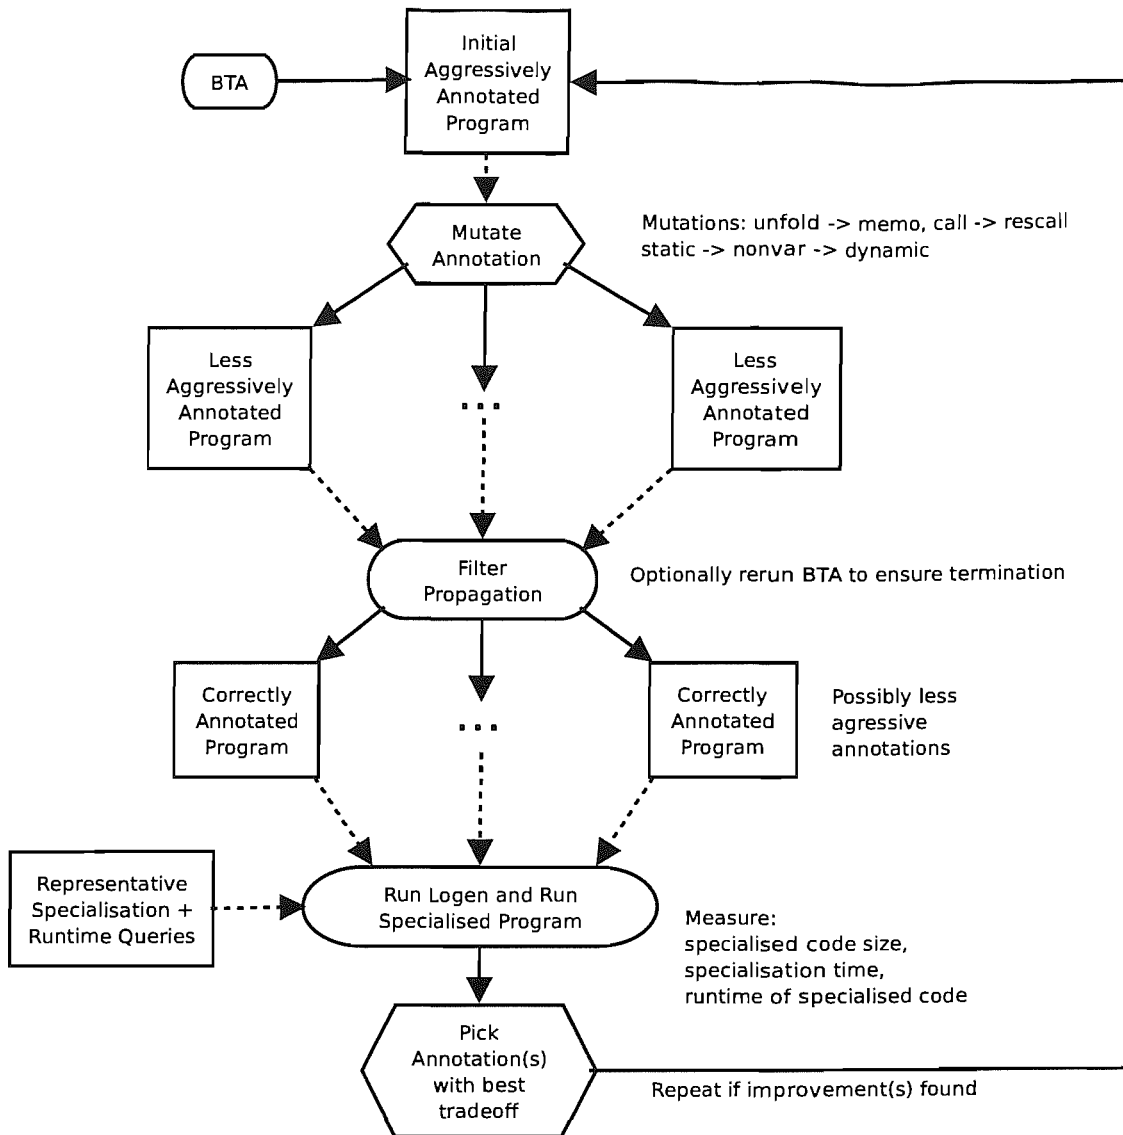 Initial
Aggressively
Annotated
Program
BTA
Mutate
Annotation
Mutations: unfold -> memo, call -> rescall
static -> nonvar -> dynamic
Less
Aggressively
Annotated
Program
...
Less
Aggressively
Annotated
Program
Filter
Propagation
Optionally rerun BTA to ensure termination
Correctly
Annotated
Program
...
Correctly
Annotated
Program
Possibly less
agressive
annotations
Representative
Specialisation +
Runtime Queries
Run Logen and Run
Specialised Program
Measure:
specialised code size,
specialisation time,
runtime of specialised code
Pick
Annotation(s)
with best
tradeoff
Repeat if improvement(s) found